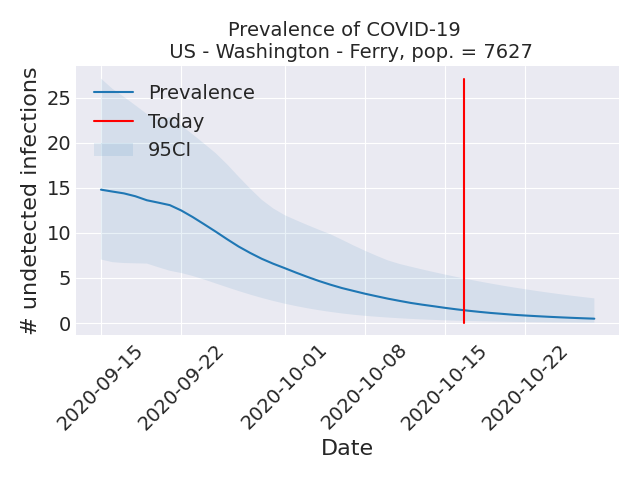 Prevalence of COVID-19
US - Washington - Ferry, pop. = 7627
# undetected infections
25
20
15
10
5
0
Prevalence
Today
95CI
2020-09-15
2020-09-22
2020-10-01
2020-10-08
2020-10-15
2020-10-22
Date